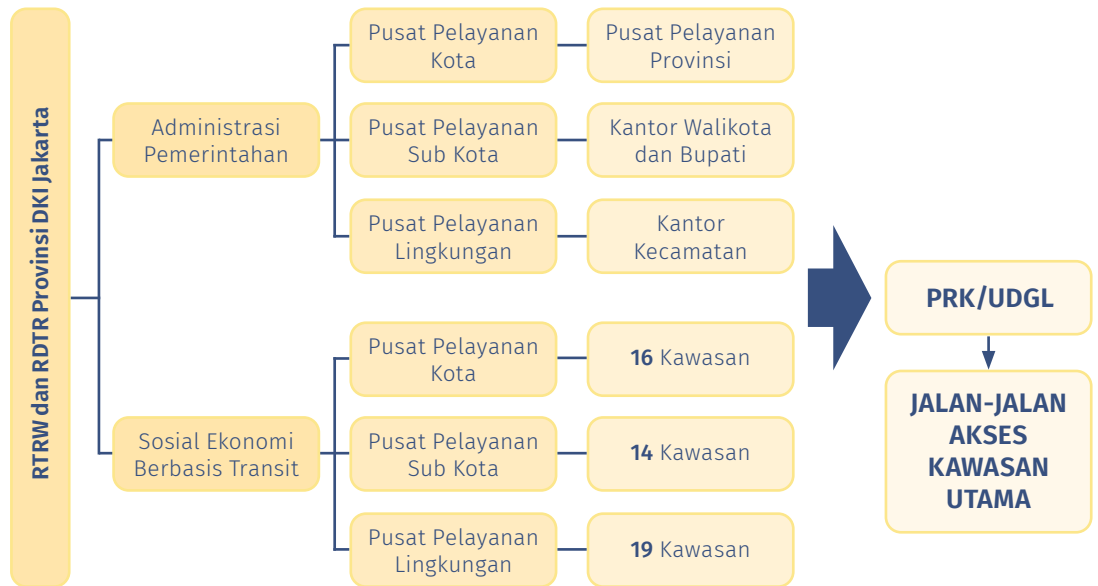 RTRW dan RDTR Provinsi DKI Jakarta
Administrasi
Pemerintahan
Pusat Pelayanan
Kota
Pusat Pelayanan
Provinsi
Pusat Pelayanan
Sub Kota
Kantor Walikota
dan Bupati
Pusat Pelayanan
Lingkungan
Kantor
Kecamatan
Sosial Ekonomi
Berbasis Transit
Pusat Pelayanan
Kota
16 Kawasan
Pusat Pelayanan
Sub Kota
14 Kawasan
Pusat Pelayanan
Lingkungan
19 Kawasan
PRK/UDGL
JALAN-JALAN
AKSES
KAWASAN
UTAMA